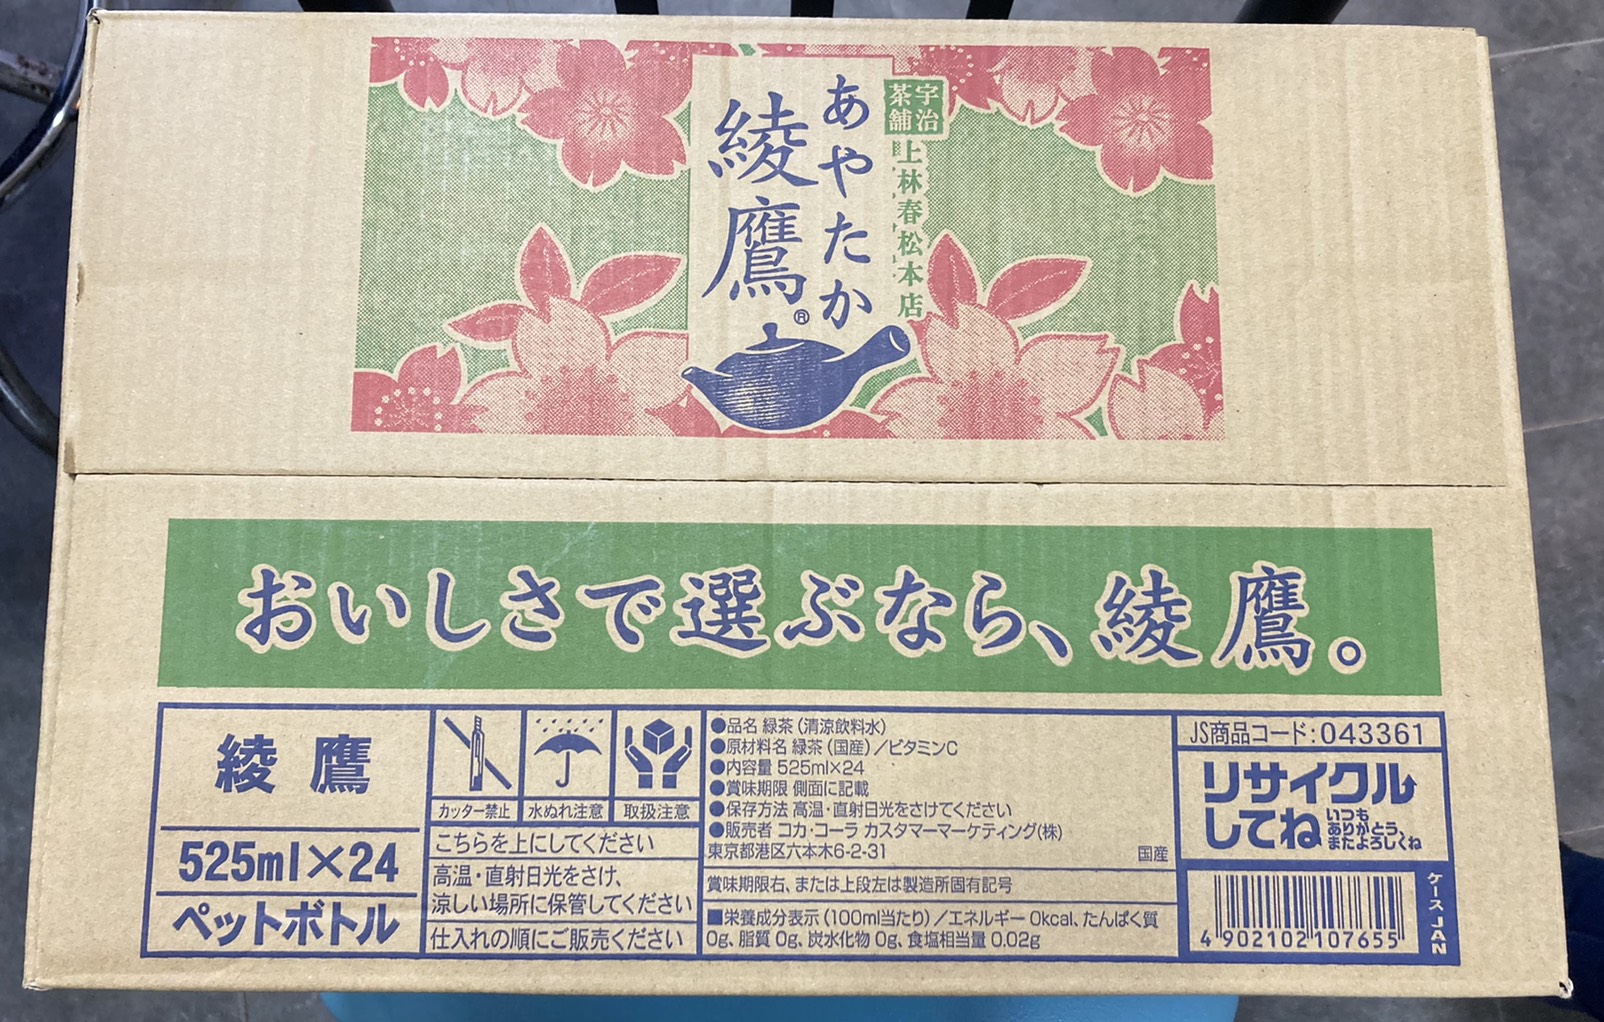 宇治
茶舗
上林春松本店
あやたか
綾鷹®
おいしさで選ぶなら、綾鷹。
綾鷹
525ml×24
ペットボトル
カッター禁止
水ぬれ注意
取扱注意
こちらを上にしてください
高温・直射日光をさけ、
涼しい場所に保管してください
仕入れの順にご販売ください
●品名 緑茶(清涼飲料水)
●原材料名 緑茶(国産)/ビタミンC
●内容量 525ml×24
●賞味期限 側面に記載
●保存方法 高温・直射日光をさけてください
●販売者 コカ・コーラ カスタマーマーケティング(株)
東京都港区六本木6-2-31
国産
賞味期限右、または上段左は製造所固有記号
■栄養成分表示(100ml当たり)/エネルギー 0kcal、たんぱく質
0g、脂質 0g、炭水化物 0g、食塩相当量 0.02g
JS商品コード:043361
リサイクル
してね
いつも
ありがとう、
またよろしくね
4902102107655
ケースJAN